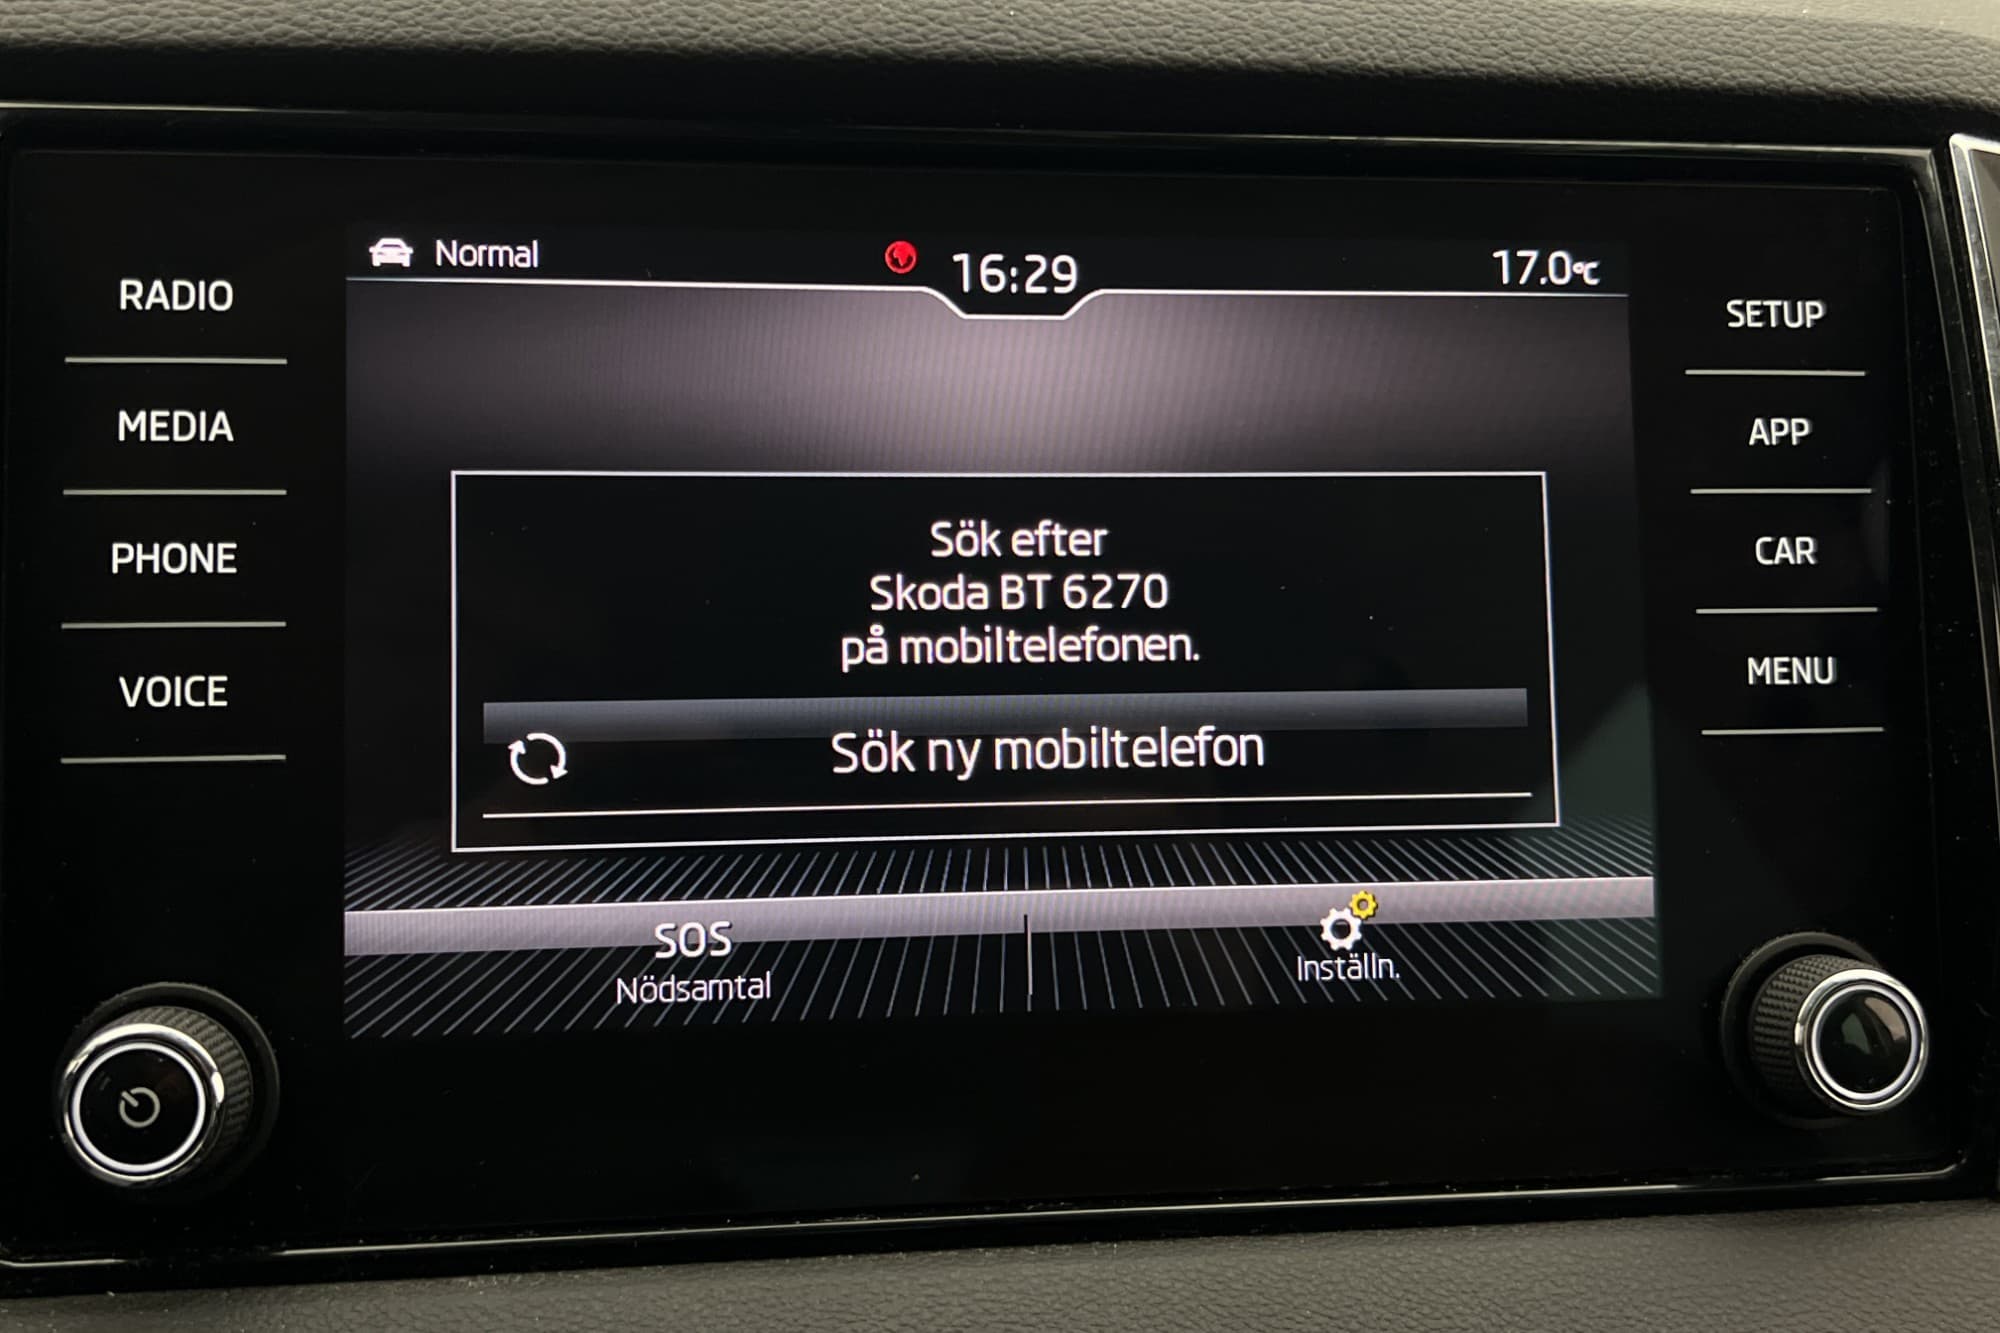 Normal
16:29
17.0°C
RADIO
MEDIA
PHONE
VOICE
SETUP
APP
CAR
MENU
Sök efter
Skoda BT 6270
på mobiltelefonen.
Sök ny mobiltelefon
SOS
Nödsamtal
Inställn.